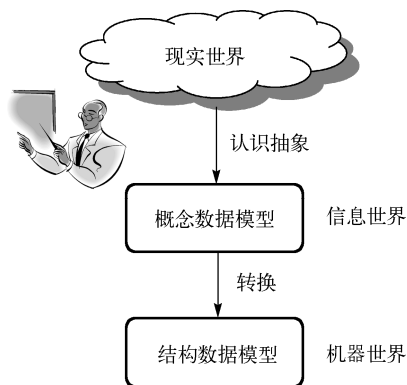 现实世界
认识抽象
概念数据模型
信息世界
转换
结构数据模型
机器世界